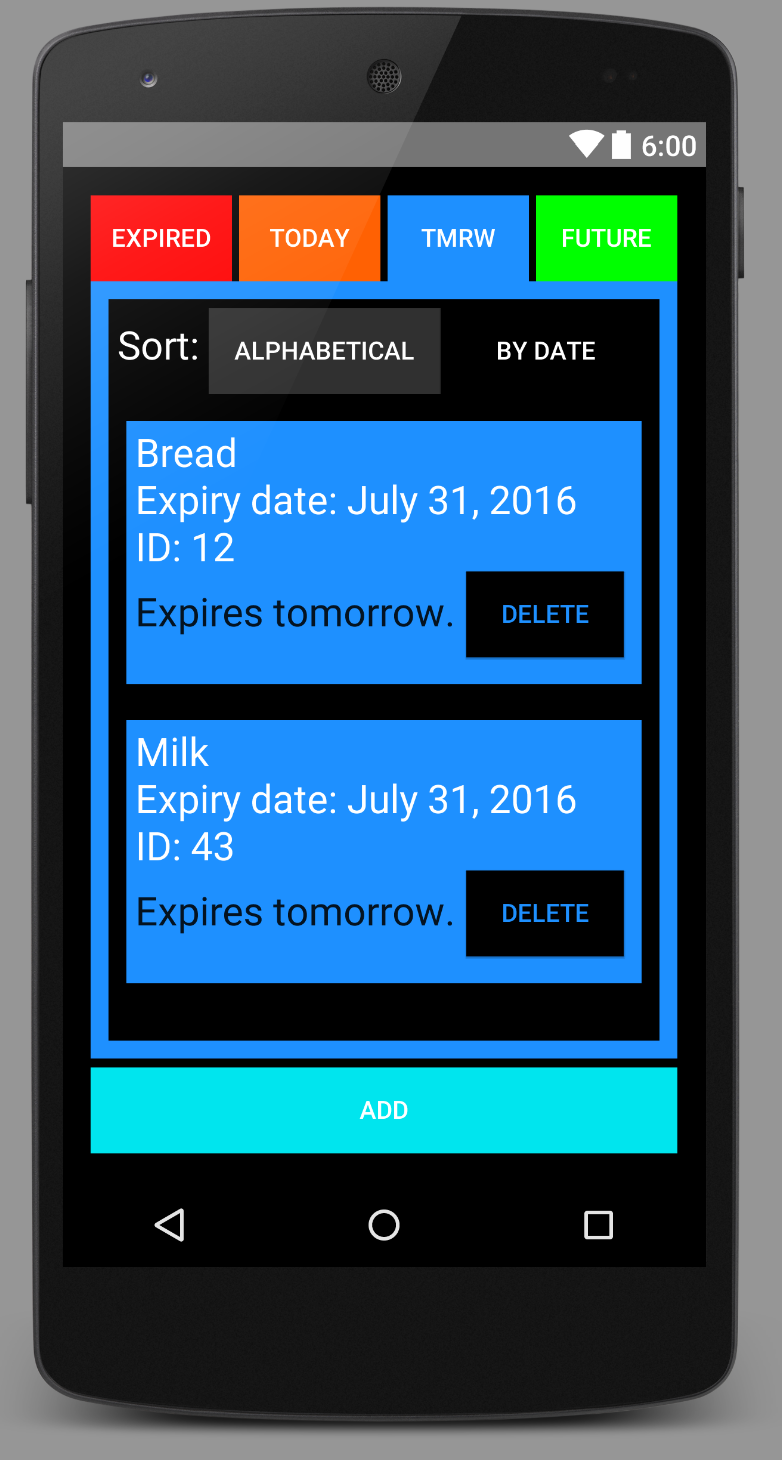 6:00
EXPIRED TODAY TMRW FUTURE
Sort: ALPHABETICAL BY DATE
Bread
Expiry date: July 31, 2016
ID: 12
Expires tomorrow. DELETE
Milk
Expiry date: July 31, 2016
ID: 43
Expires tomorrow. DELETE
ADD